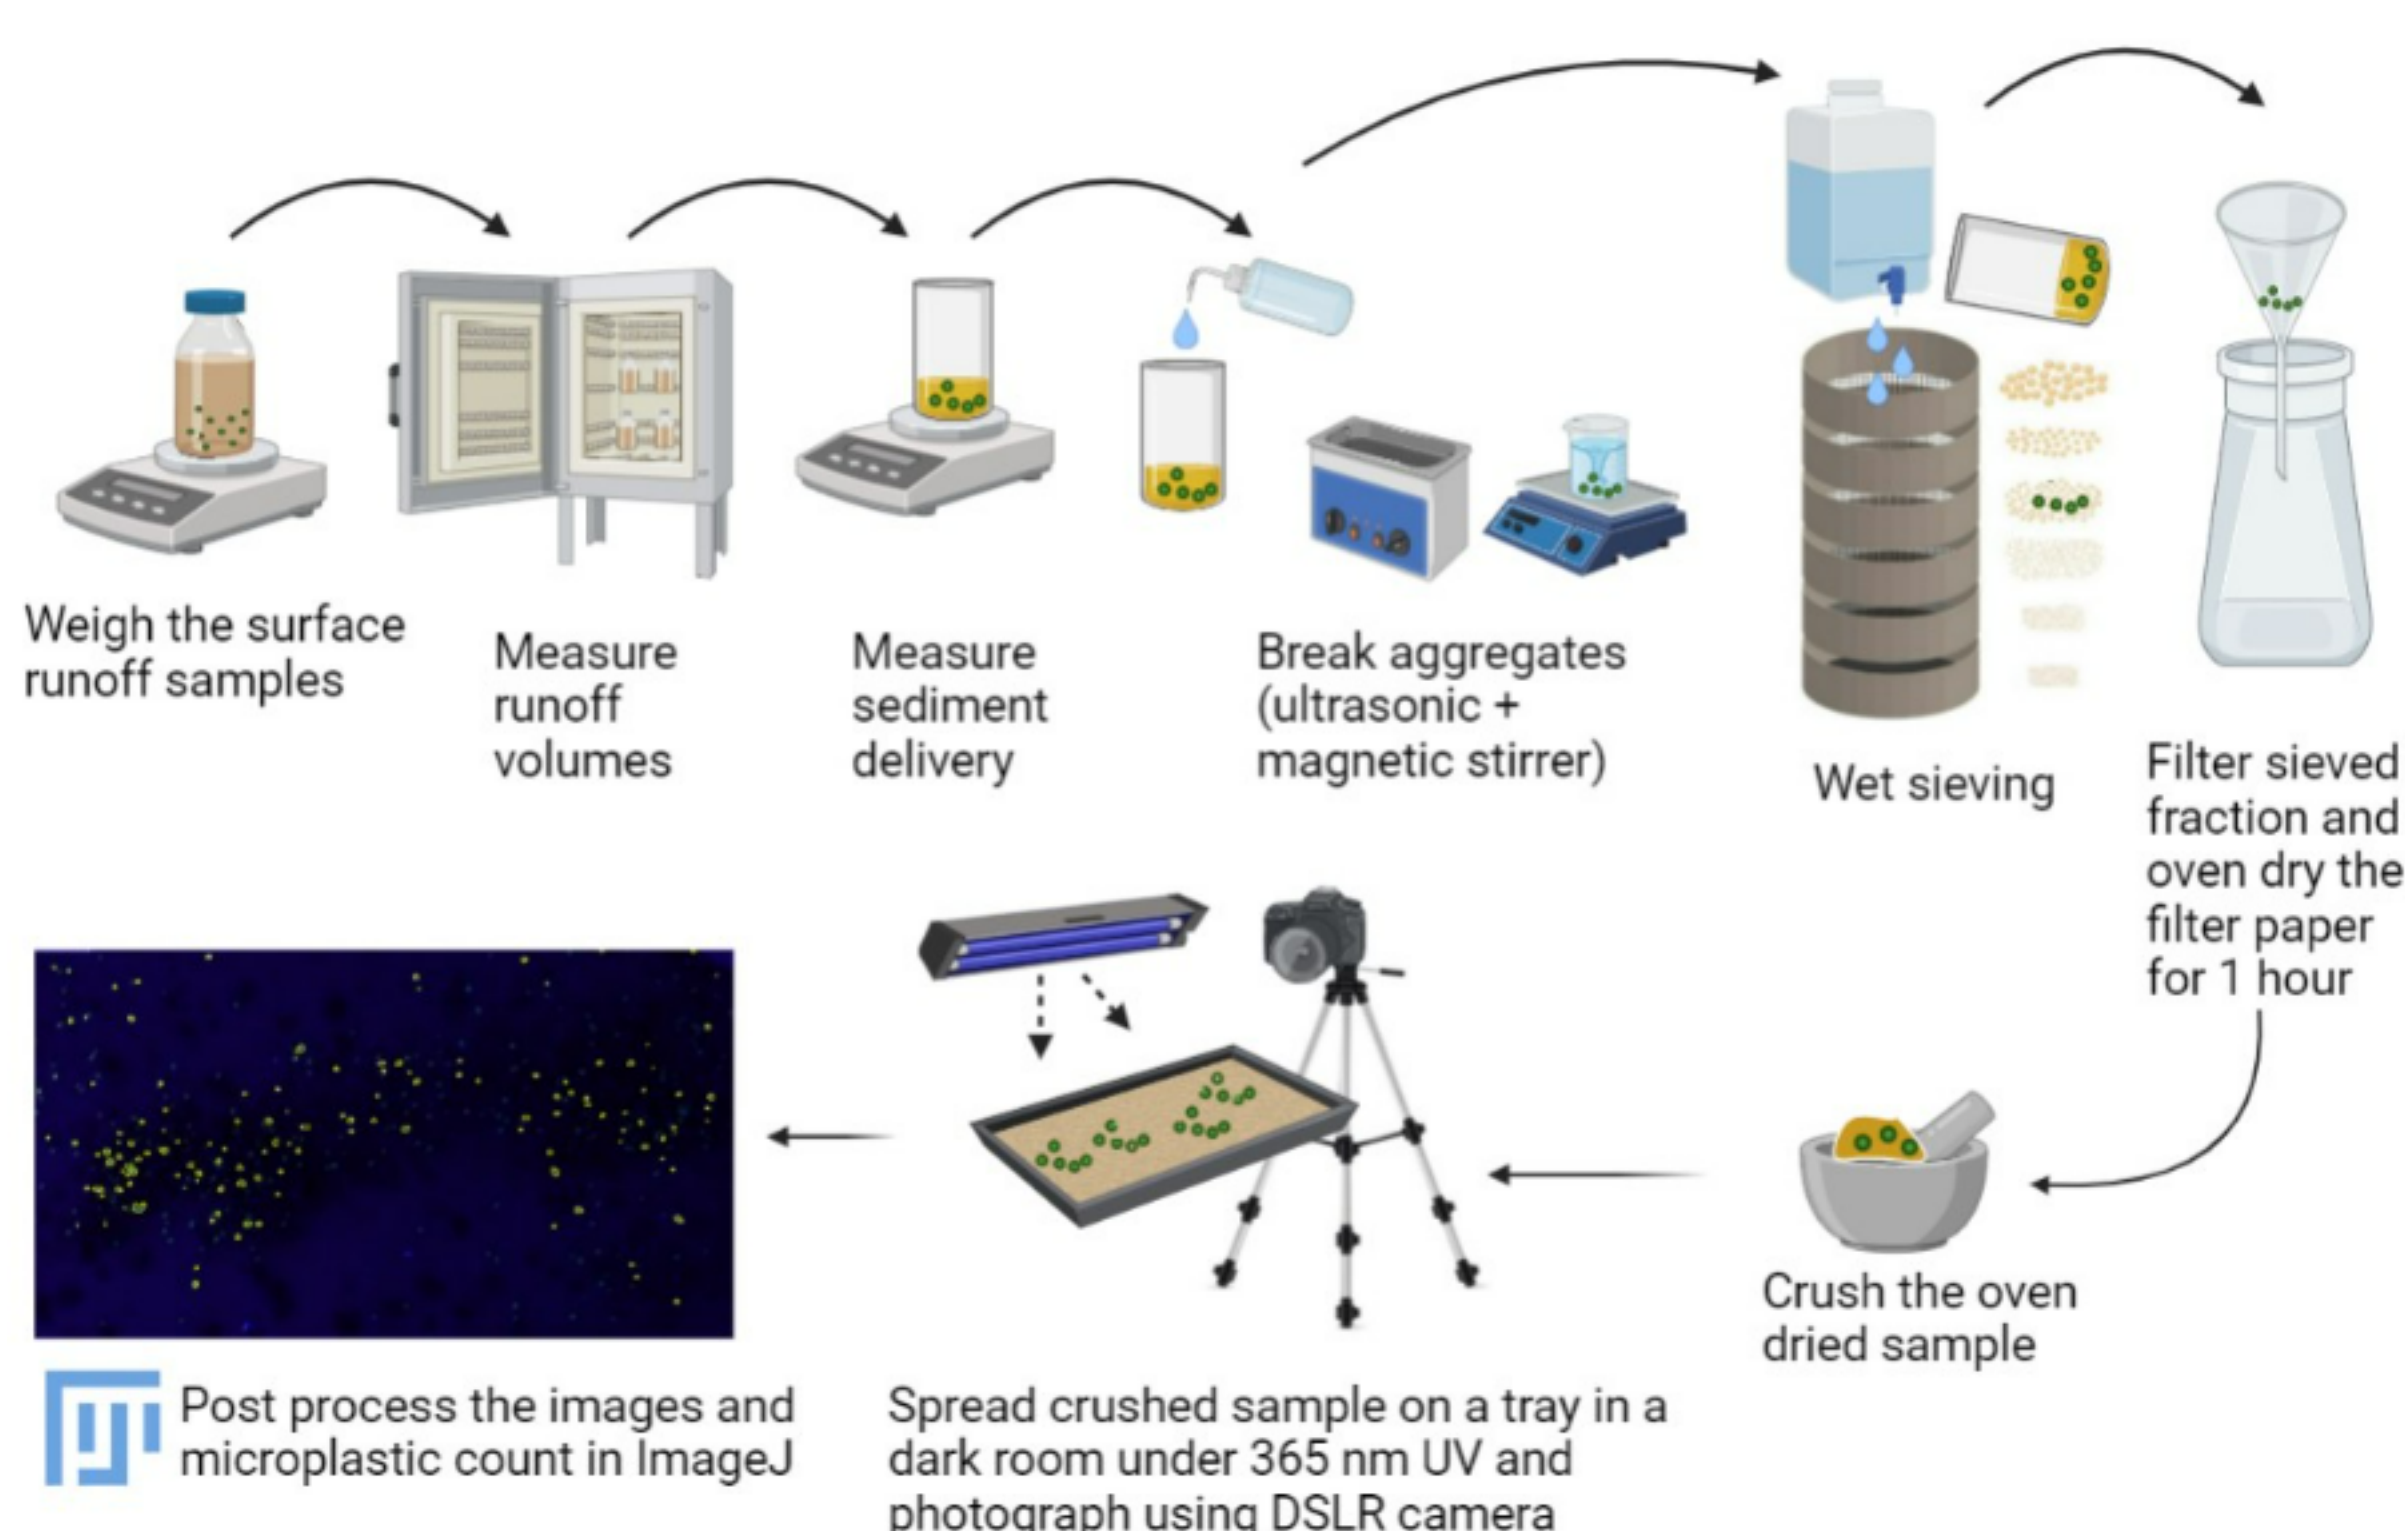 Weigh the surface
runoff samples
Measure
runoff
volumes
Measure
sediment
delivery
Break aggregates
(ultrasonic +
magnetic stirrer)
Wet sieving
Filter sieved
fraction and
oven dry the
filter paper
for 1 hour
Crush the oven
dried sample
Spread crushed sample on a tray in a
dark room under 365 nm UV and
photograph using DSLR camera
Post process the images and
microplastic count in ImageJ